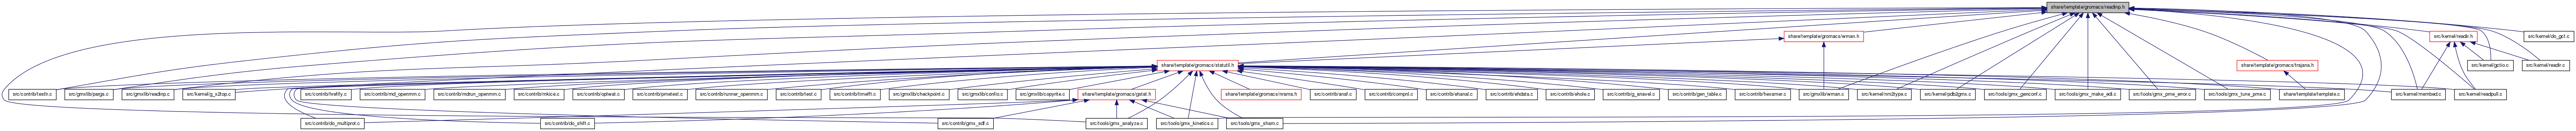 share/template/gromacs/readinp.h
share/template/gromacs/wman.h
src/kernel/readir.h
src/kernel/do_gct.c
share/template/gromacs/statutil.h
share/template/gromacs/trajana.h
src/kernel/gctio.c
src/kernel/readir.c
src/contrib/testlr.c
src/gmxlib/pargs.c
src/gmxlib/readinp.c
src/kernel/g_x2top.c
src/contrib/hrefify.c
src/contrib/md_openmm.c
src/contrib/mdrun_openmm.c
src/contrib/mkice.c
src/contrib/optwat.c
src/contrib/pmetest.c
src/contrib/runner_openmm.c
src/contrib/test.c
src/contrib/timefft.c
src/gmxlib/checkpoint.c
src/gmxlib/confio.c
src/gmxlib/copyrite.c
share/template/gromacs/gstat.h
share/template/gromacs/rmpbc.h
src/contrib/anaf.c
src/contrib/compnl.c
src/contrib/ehanal.c
src/contrib/ehdata.c
src/contrib/ehole.c
src/contrib/g_anavel.c
src/contrib/gen_table.c
src/contrib/hexamer.c
src/gmxlib/wman.c
src/kernel/nm2type.c
src/kernel/pdb2gmx.c
src/tools/gmx_genconf.c
src/tools/gmx_make_edi.c
src/tools/gmx_pme_error.c
src/tools/gmx_tune_pme.c
share/template/template.c
src/kernel/membed.c
src/kernel/readpull.c
src/contrib/do_multiprot.c
src/contrib/do_shift.c
src/contrib/gmx_sdf.c
src/tools/gmx_analyze.c
src/tools/gmx_kinetics.c
src/tools/gmx_sham.c